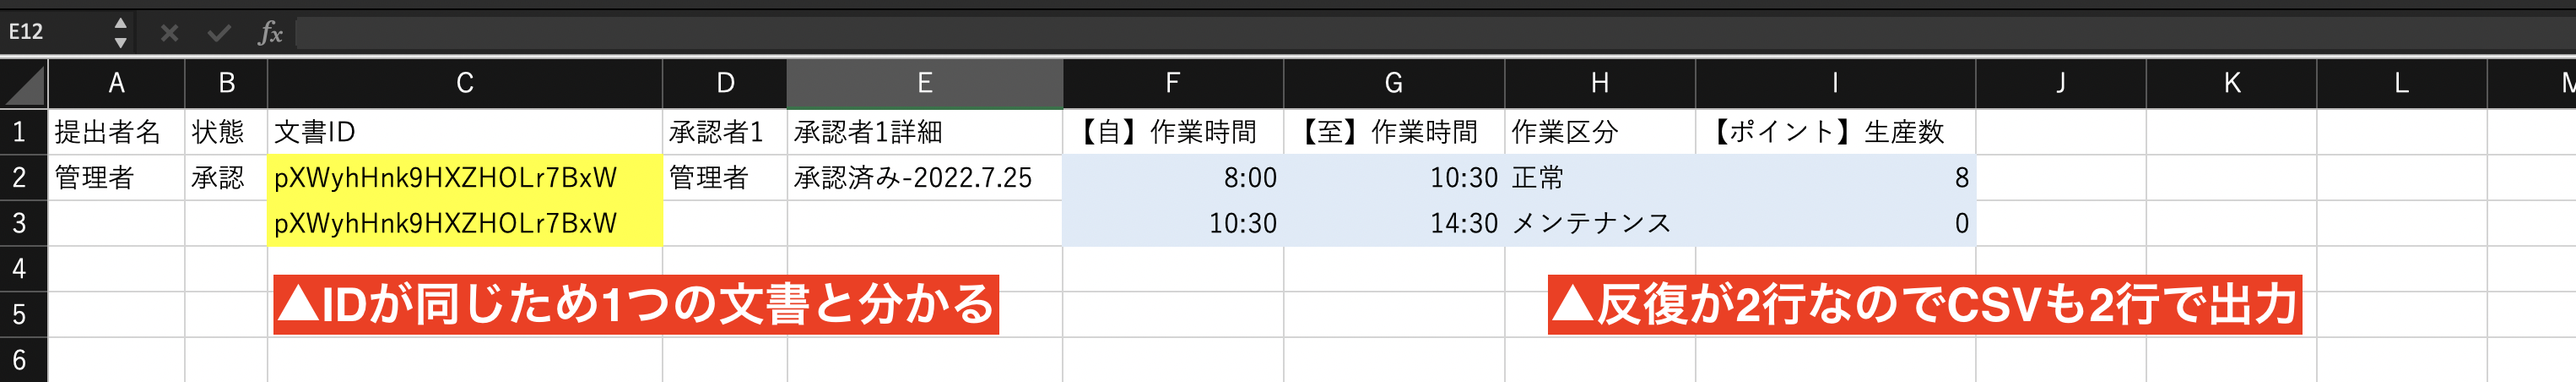 E12 fx
A B C D E F G H I J K L M
1 提出者名 状態 文書ID 承認者1 承認者1詳細 【自】作業時間 【至】作業時間 作業区分 【ポイント】生産数
2 管理者 承認 pXWyhHnk9HXZHOLr7BxW 管理者 承認済み-2022.7.25 8:00 10:30 正常 8
3 pXWyhHnk9HXZHOLr7BxW 10:30 14:30 メンテナンス 0
4
5 ▲IDが同じため1つの文書と分かる ▲反復が2行なのでCSVも2行で出力
6